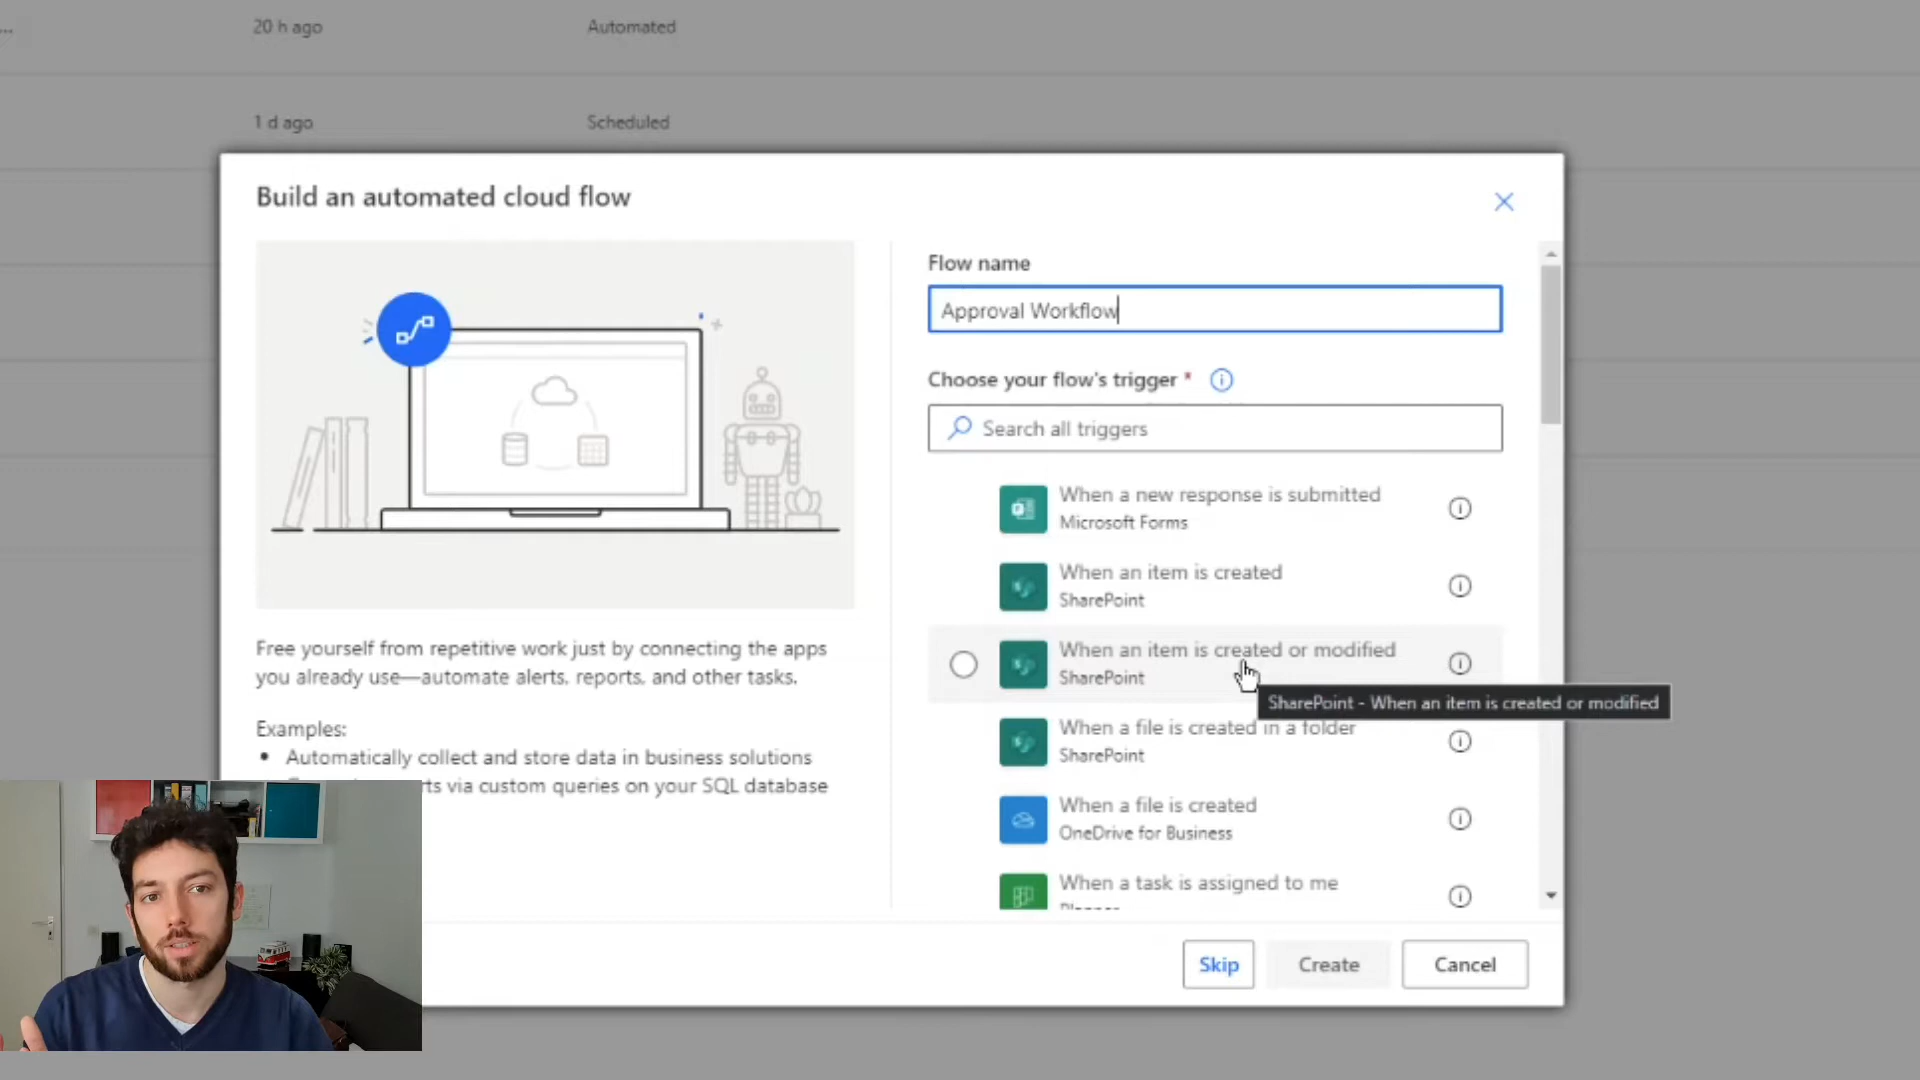 ...
20 h ago
Automated
1 d ago
Scheduled
Build an automated cloud flow
Flow name
Approval Workflow
Choose your flow's trigger *
Search all triggers
When a new response is submitted
Microsoft Forms
When an item is created
SharePoint
When an item is created or modified
SharePoint
SharePoint - When an item is created or modified
When a file is created in a folder
SharePoint
When a file is created
OneDrive for Business
When a task is assigned to me
Free yourself from repetitive work just by connecting the apps
you already use—automate alerts, reports, and other tasks.
Examples:
• Automatically collect and store data in business solutions
via custom queries on your SQL database
Skip
Create
Cancel